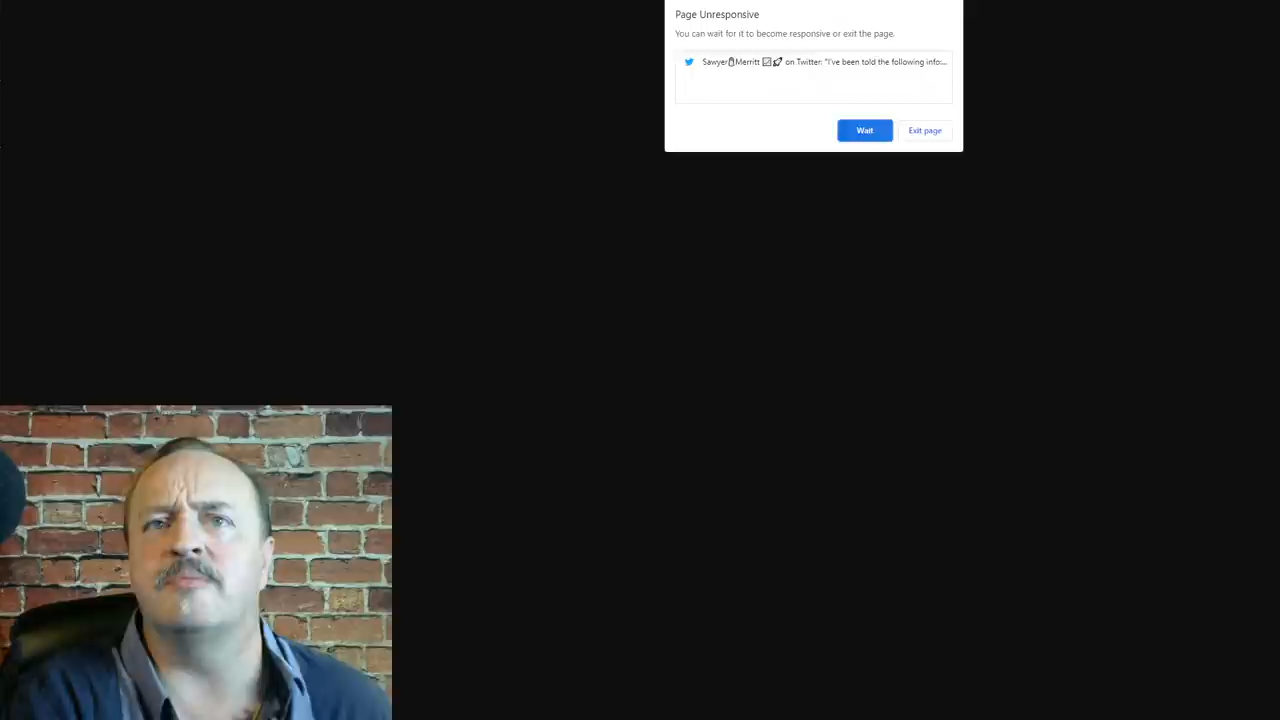 Page Unresponsive
You can wait for it to become responsive or exit the page.
Sawyer🔋Merritt 📈🚀 on Twitter: "I've been told the following info:...
Wait
Exit page